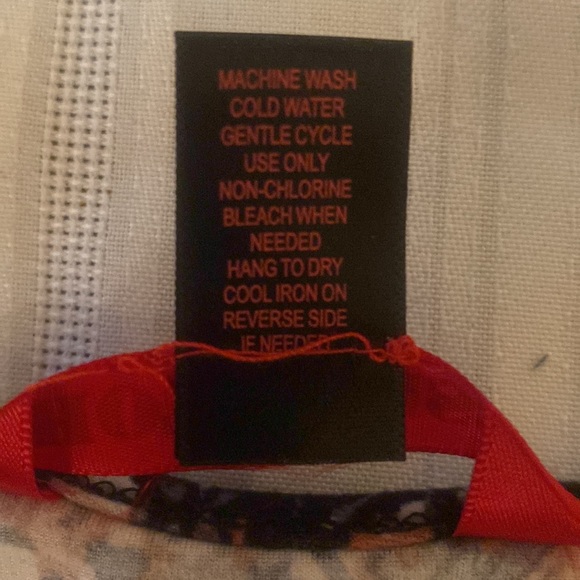 MACHINE WASH
COLD WATER
GENTLE CYCLE
USE ONLY
NON-CHLORINE
BLEACH WHEN
NEEDED
HANG TO DRY
COOL IRON ON
REVERSE SIDE
IF NEEDED